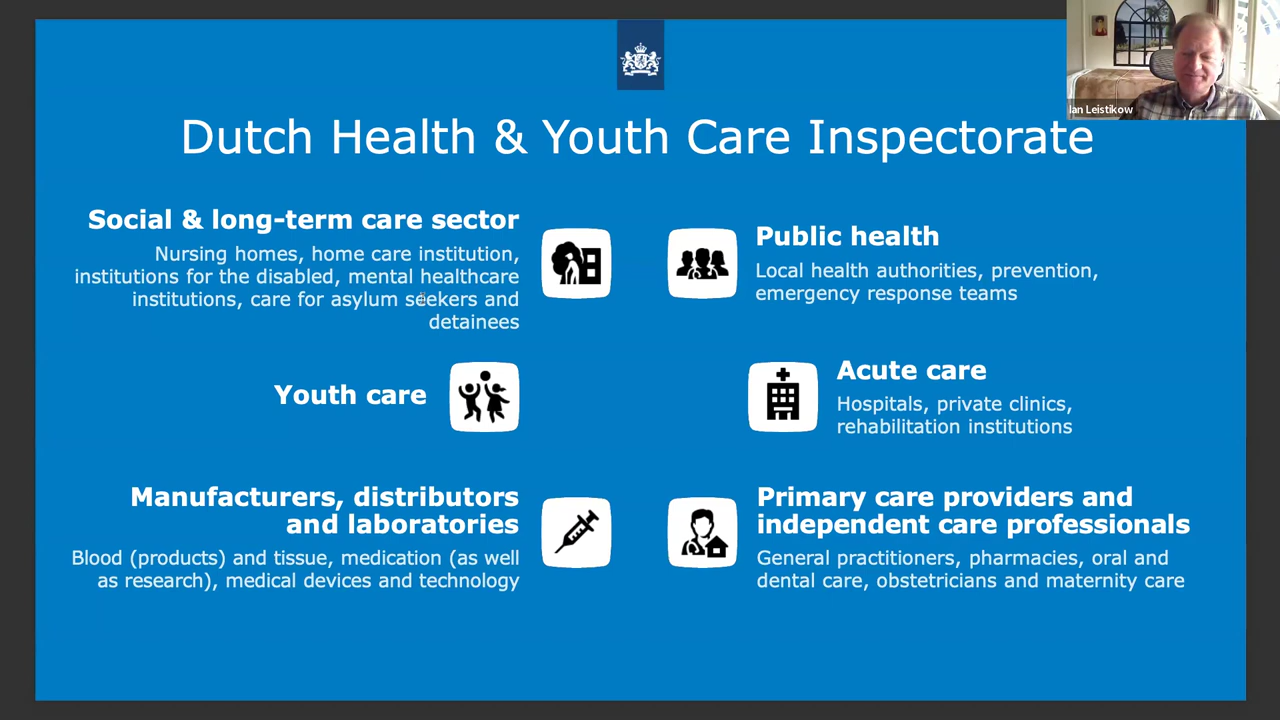 Ian Leistikow
Dutch Health & Youth Care Inspectorate
Social & long-term care sector
Nursing homes, home care institution,
institutions for the disabled, mental healthcare
institutions, care for asylum seekers and
detainees
Public health
Local health authorities, prevention,
emergency response teams
Youth care
Acute care
Hospitals, private clinics,
rehabilitation institutions
Manufacturers, distributors
and laboratories
Blood (products) and tissue, medication (as well
as research), medical devices and technology
Primary care providers and
independent care professionals
General practitioners, pharmacies, oral and
dental care, obstetricians and maternity care